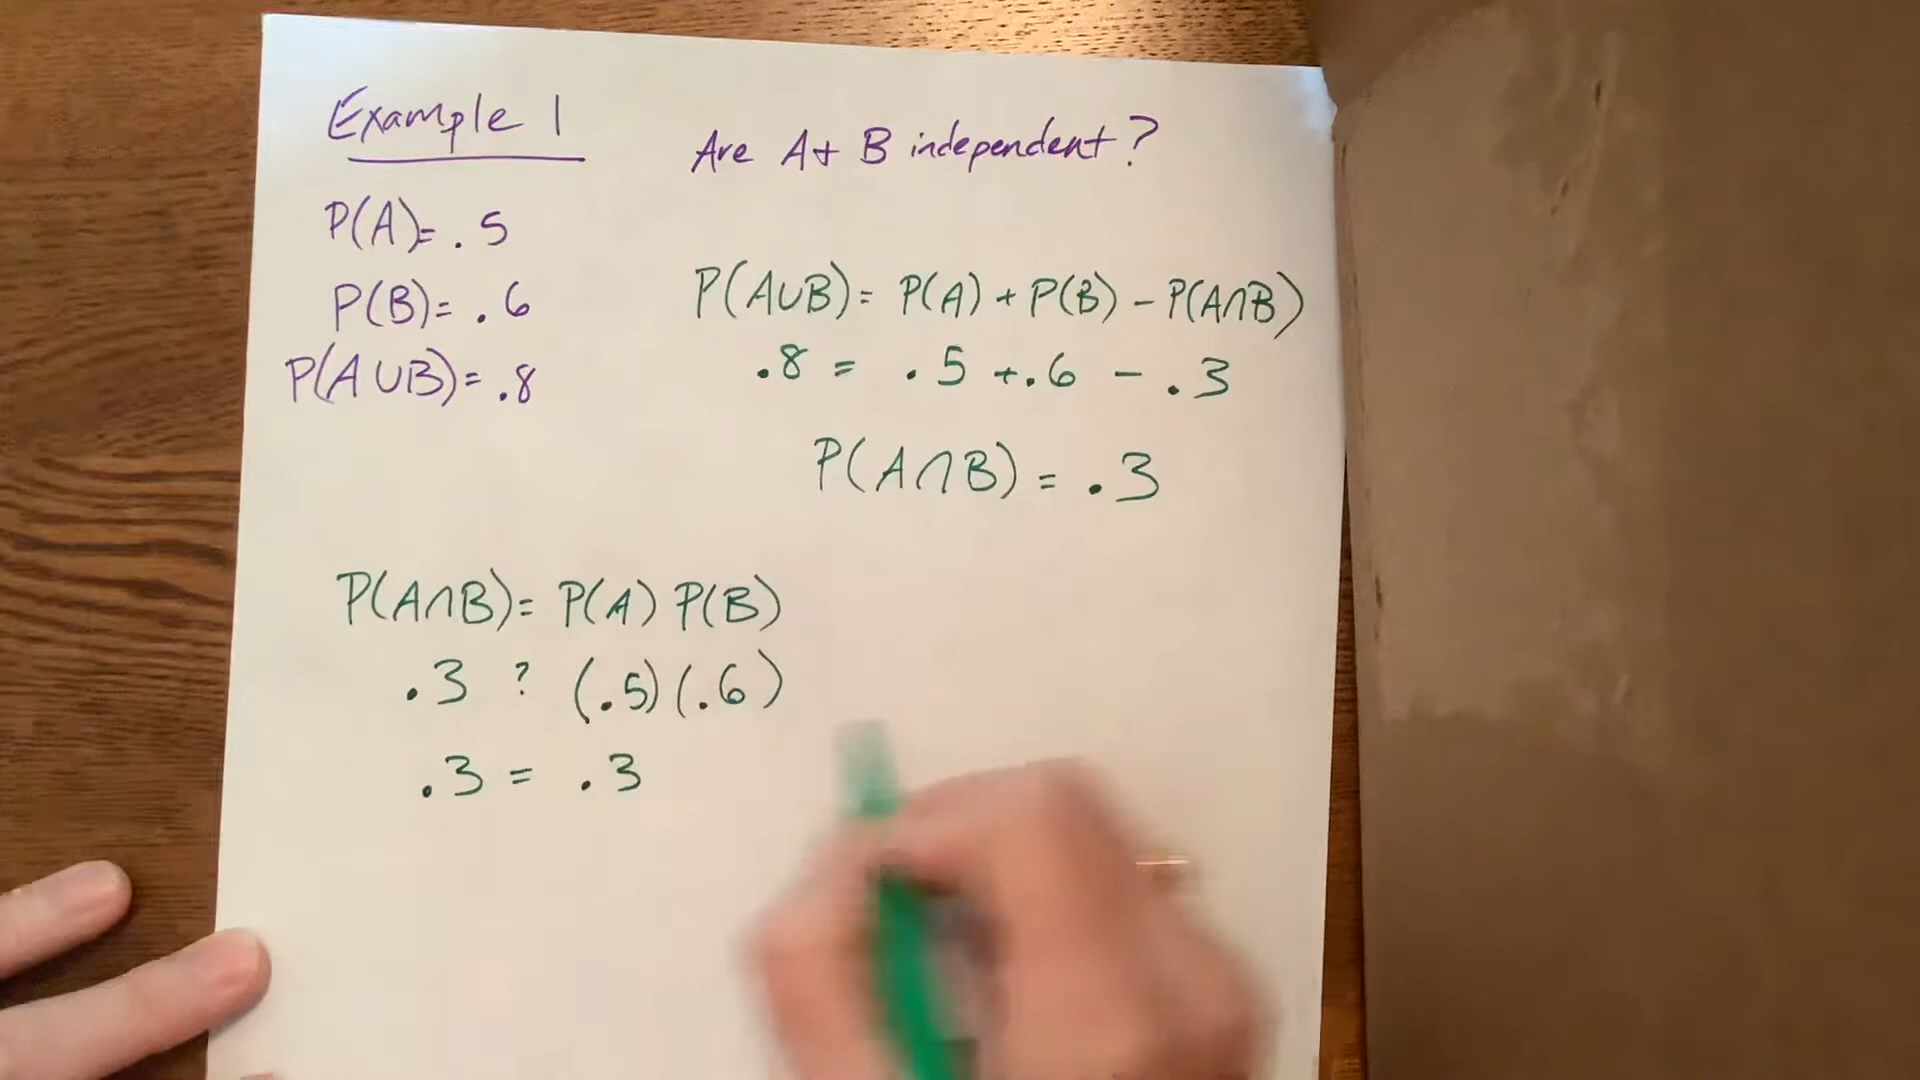 Example 1
Are A + B independent?
P(A) = .5
P(B) = .6
P(A ∪ B) = .8
P(A∪B) = P(A) + P(B) - P(A∩B)
.8 = .5 + .6 - .3
P(A∩B) = .3
P(A∩B) = P(A) P(B)
.3 ? (.5)(.6)
.3 = .3